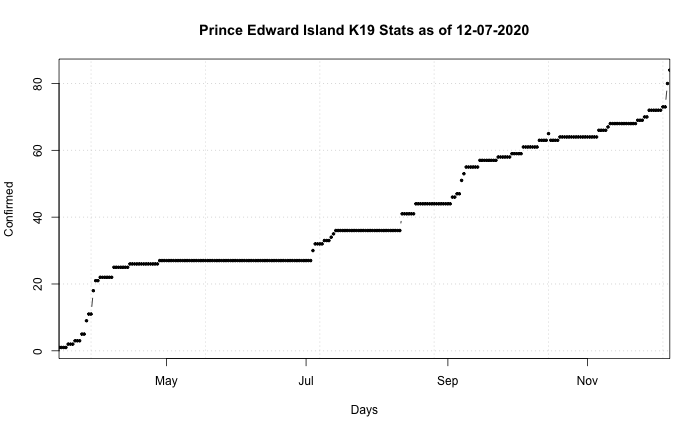 Prince Edward Island K19 Stats as of 12-07-2020
Confirmed
80
60
40
20
0
May Jul Sep Nov
Days